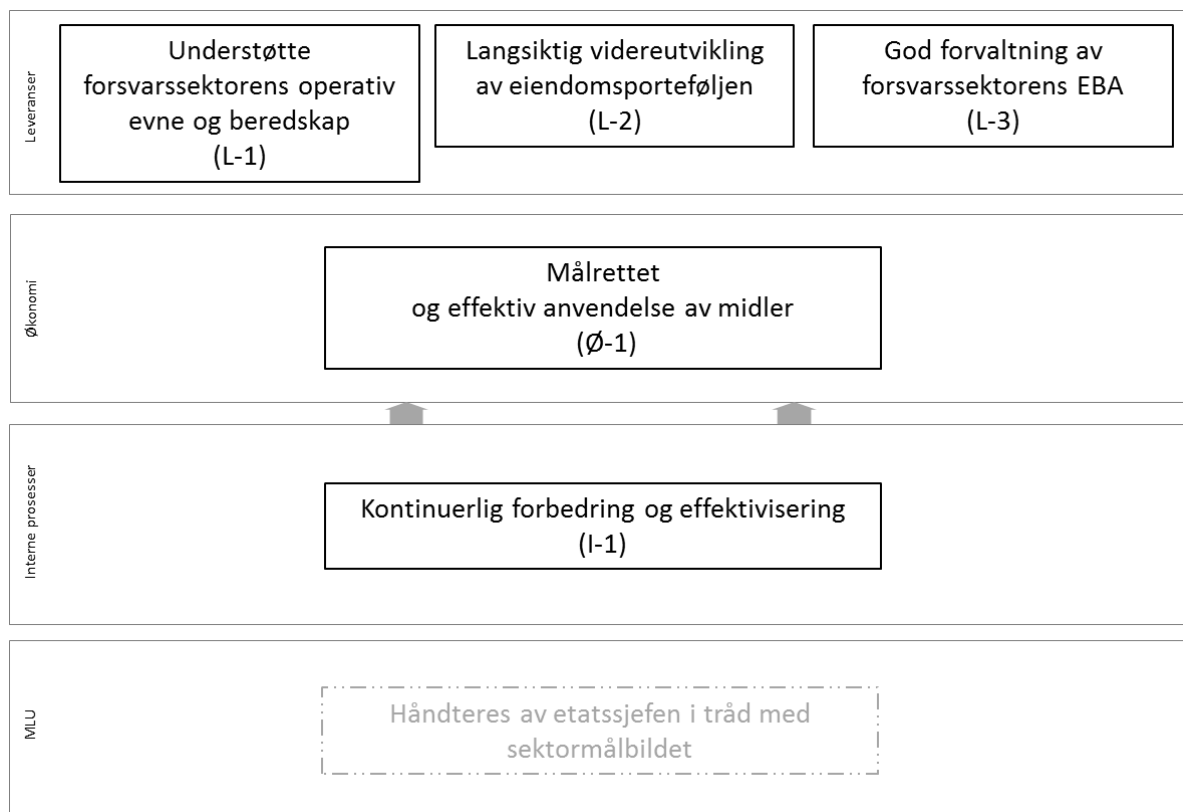 Leveranser
Understøtte
forsvarssektorens operativ
evne og beredskap
(L-1)
Langsiktig videreutvikling
av eiendomsporteføljen
(L-2)
God forvaltning av
forsvarssektorens EBA
(L-3)
Økonomi
Målrettet
og effektiv anvendelse av midler
(Ø-1)
Interne prosesser
Kontinuerlig forbedring og effektivisering
(I-1)
MLU
Håndteres av etatssjefen i tråd med
sektormålbildet